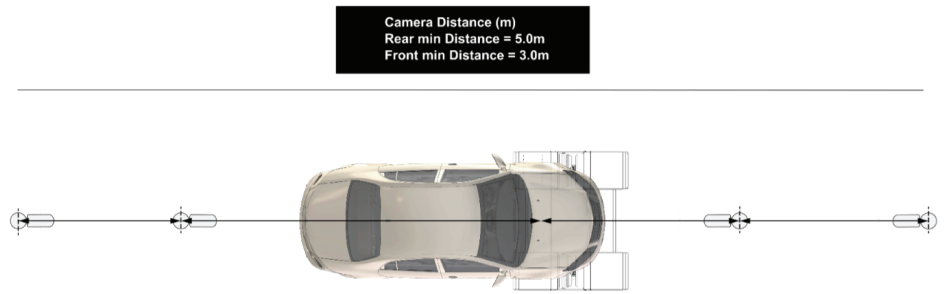 Camera Distance (m)
Rear min Distance = 5.0m
Front min Distance = 3.0m